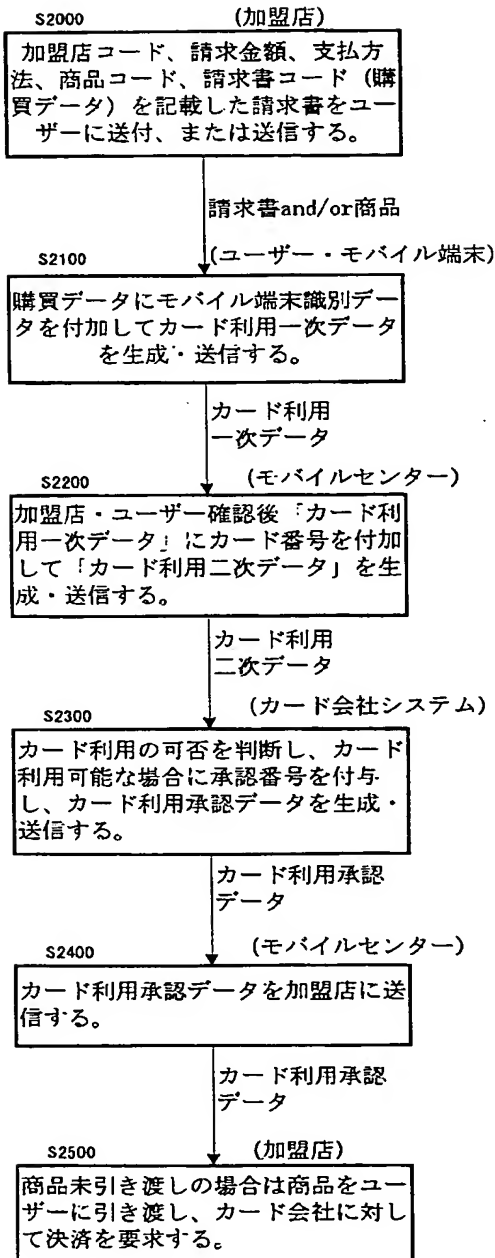 S2000 (加盟店)
加盟店コード、請求金額、支払方
法、商品コード、請求書コード（購
買データ）を記載した請求書をユー
ザーに送付、または送信する。
請求書and/or商品
S2100 (ユーザー・モバイル端末)
購買データにモバイル端末識別デー
タを付加してカード利用一次データ
を生成・送信する。
カード利用
一次データ
S2200 (モバイルセンター)
加盟店・ユーザー確認後「カード利
用一次データ」にカード番号を付加
して「カード利用二次データ」を生
成・送信する。
カード利用
二次データ
S2300 (カード会社システム)
カード利用の可否を判断し、カード
利用可能な場合に承認番号を付与
し、カード利用承認データを生成・
送信する。
カード利用承認
データ
S2400 (モバイルセンター)
カード利用承認データを加盟店に送
信する。
カード利用承認
データ
S2500 (加盟店)
商品未引き渡しの場合は商品をユー
ザーに引き渡し、カード会社に対し
て決済を要求する。